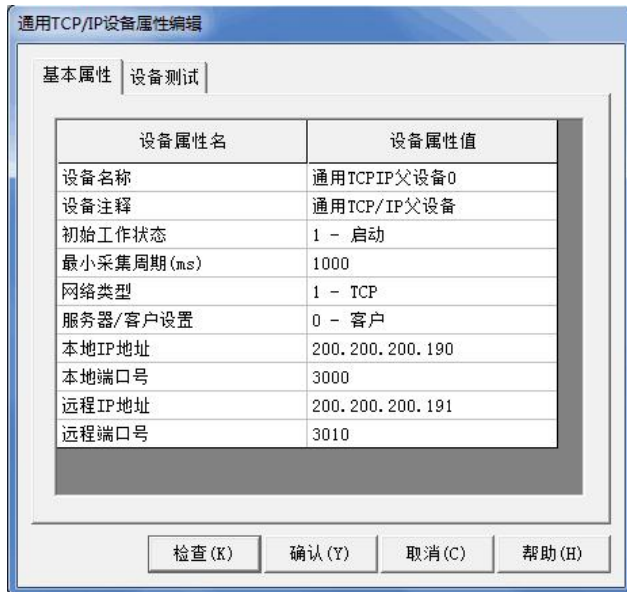 通用TCP/IP设备属性编辑
基本属性 设备测试
设备属性名 设备属性值
设备名称 通用TCPIP父设备0
设备注释 通用TCP/IP父设备
初始工作状态 1 - 启动
最小采集周期(ms) 1000
网络类型 1 - TCP
服务器/客户设置 0 - 客户
本地IP地址 200.200.200.190
本地端口号 3000
远程IP地址 200.200.200.191
远程端口号 3010
检查(K) 确认(Y) 取消(C) 帮助(H)